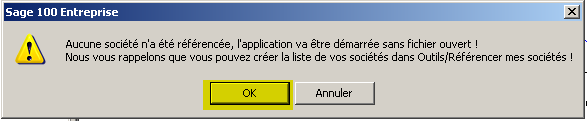 Sage 100 Entreprise
Aucune société n'a été référencée, l'application va être démarrée sans fichier ouvert !
Nous vous rappelons que vous pouvez créer la liste de vos sociétés dans Outils/Référencer mes sociétés !
OK
Annuler